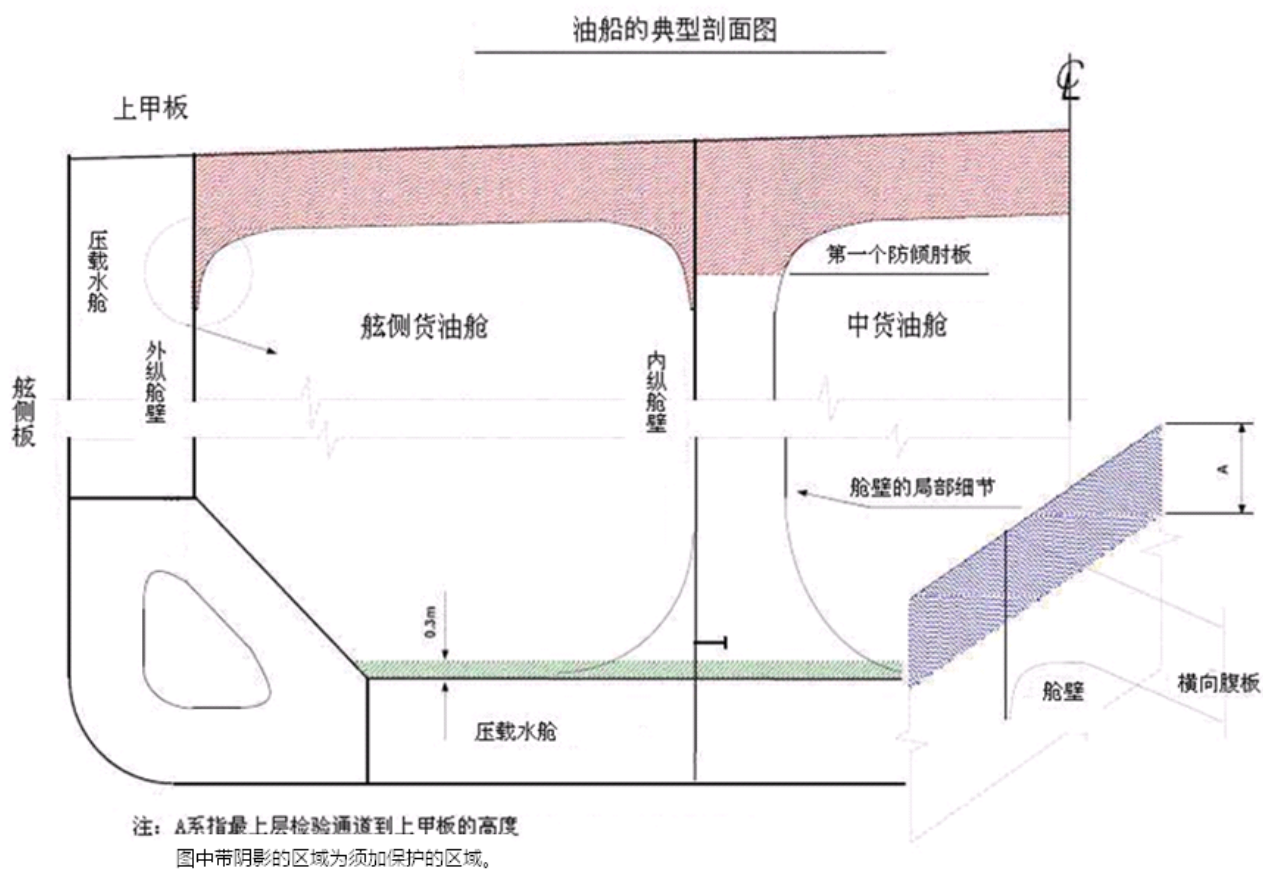 油船的典型剖面图
上甲板
℄
压载水舱
第一个防倾肘板
舷侧货油舱
中货油舱
外纵舱壁
内纵舱壁
舷侧板
A
舱壁的局部细节
0.3m
舱壁
横向腹板
压载水舱
注：A系指最上层检验通道到上甲板的高度
图中带阴影的区域为须加保护的区域。